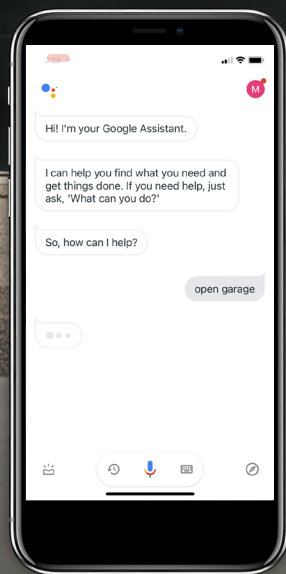 M
Hi! I'm your Google Assistant.
I can help you find what you need and
get things done. If you need help, just
ask, 'What can you do?'
So, how can I help?
open garage